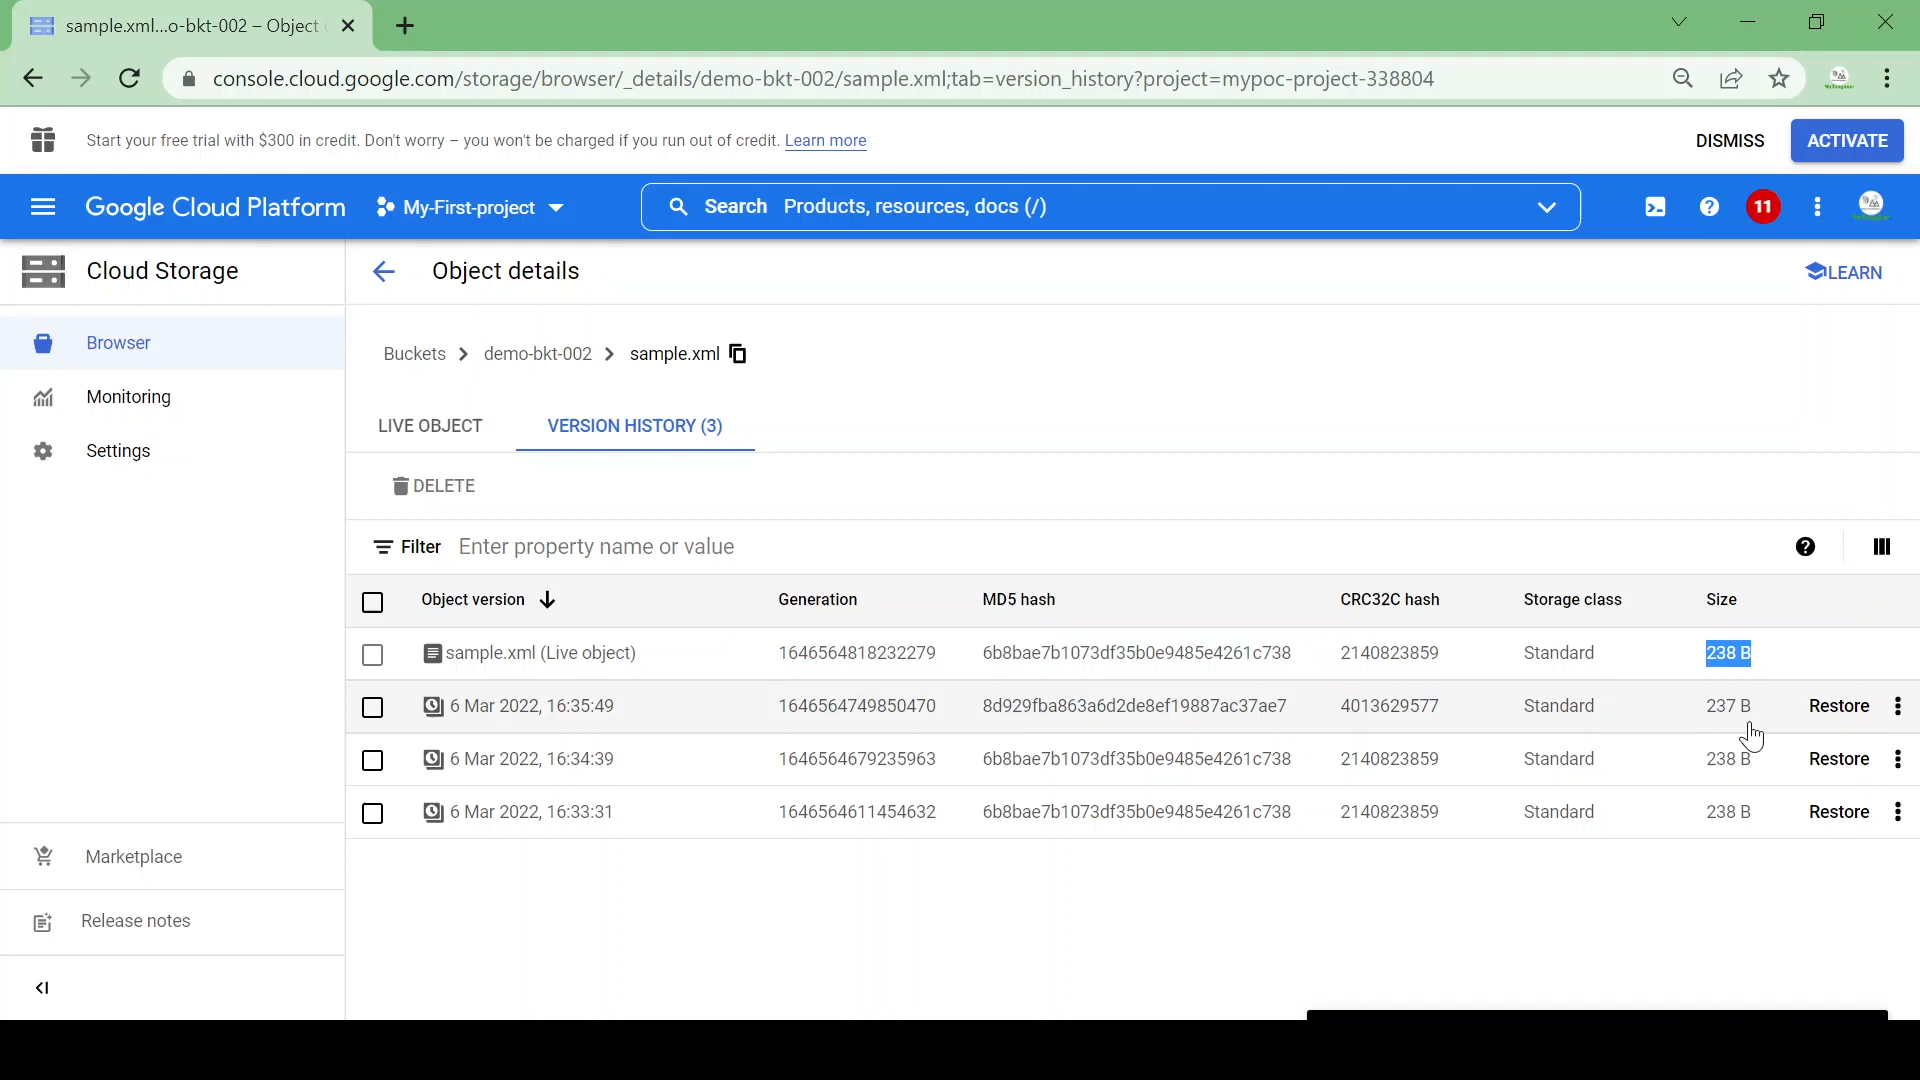 sample.xml...o-bkt-002 – Object
console.cloud.google.com/storage/browser/_details/demo-bkt-002/sample.xml;tab=version_history?project=mypoc-project-338804
Start your free trial with $300 in credit. Don't worry – you won't be charged if you run out of credit. Learn more
DISMISS
ACTIVATE
Google Cloud Platform
My-First-project
Search Products, resources, docs (/)
11
Cloud Storage
Object details
LEARN
Browser
Monitoring
Settings
Buckets
demo-bkt-002
sample.xml
LIVE OBJECT
VERSION HISTORY (3)
DELETE
Filter Enter property name or value
Object version Generation MD5 hash CRC32C hash Storage class Size
sample.xml (Live object) 1646564818232279 6b8bae7b1073df35b0e9485e4261c738 2140823859 Standard 238 B
6 Mar 2022, 16:35:49 1646564749850470 8d929fba863a6d2de8ef19887ac37ae7 4013629577 Standard 237 B Restore
6 Mar 2022, 16:34:39 1646564679235963 6b8bae7b1073df35b0e9485e4261c738 2140823859 Standard 238 B Restore
6 Mar 2022, 16:33:31 1646564611454632 6b8bae7b1073df35b0e9485e4261c738 2140823859 Standard 238 B Restore
Marketplace
Release notes